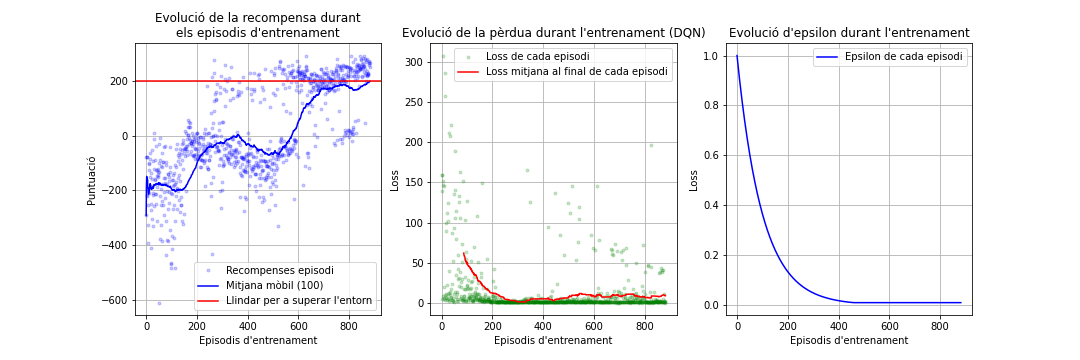 Evolució de la recompensa durant
els episodis d'entrenament
Puntuació
200
0
−200
−400
−600
Recompenses episodi
Mitjana mòbil (100)
Llindar per a superar l'entorn
0
200
400
600
800
Episodis d'entrenament
Evolució de la pèrdua durant l'entrenament (DQN)
Loss
300
250
200
150
100
50
0
Loss de cada episodi
Loss mitjana al final de cada episodi
0
200
400
600
800
Episodis d'entrenament
Evolució d'epsilon durant l'entrenament
Loss
1.0
0.8
0.6
0.4
0.2
0.0
Epsilon de cada episodi
0
200
400
600
800
Episodis d'entrenament